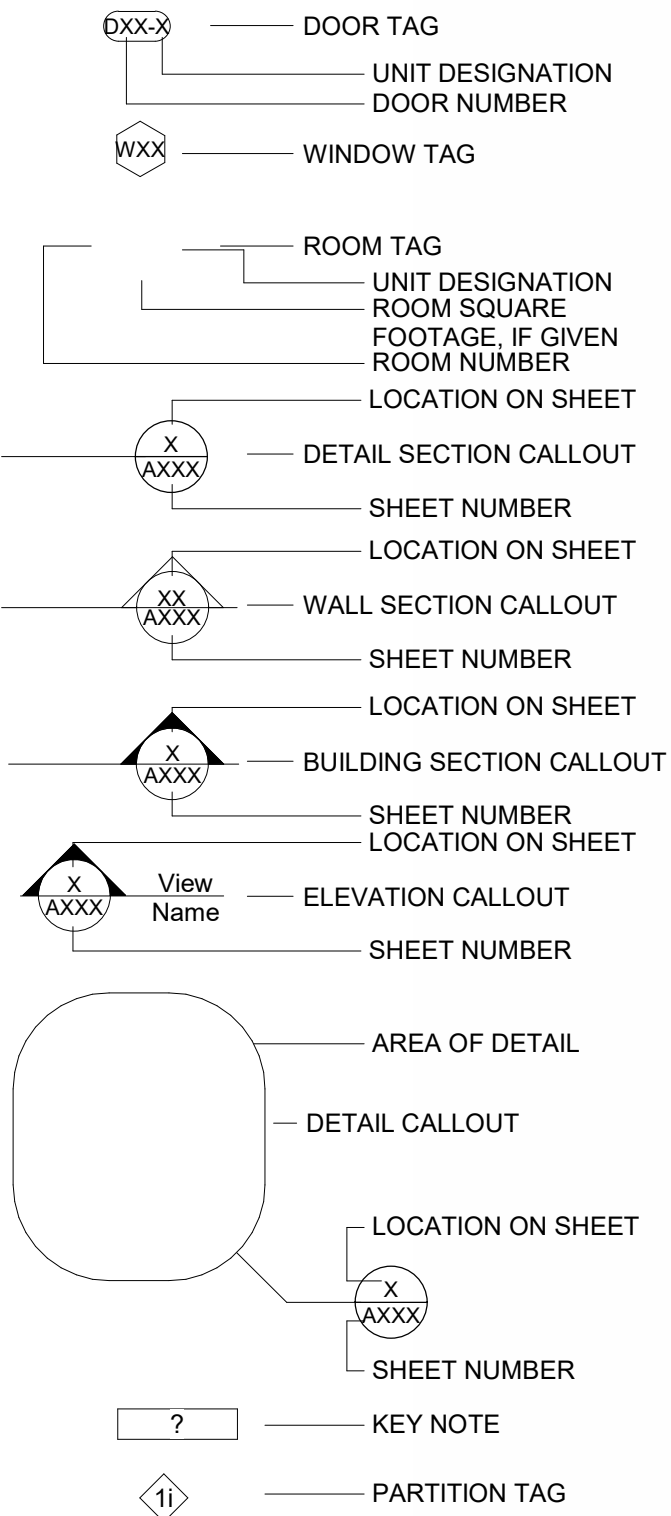 DXX-X DOOR TAG
UNIT DESIGNATION
DOOR NUMBER
WXX WINDOW TAG
ROOM TAG
UNIT DESIGNATION
ROOM SQUARE
FOOTAGE, IF GIVEN
ROOM NUMBER
LOCATION ON SHEET
X
AXXX
DETAIL SECTION CALLOUT
SHEET NUMBER
LOCATION ON SHEET
XX
AXXX
WALL SECTION CALLOUT
SHEET NUMBER
LOCATION ON SHEET
X
AXXX
BUILDING SECTION CALLOUT
SHEET NUMBER
LOCATION ON SHEET
X
AXXX
View
Name
ELEVATION CALLOUT
SHEET NUMBER
AREA OF DETAIL
DETAIL CALLOUT
LOCATION ON SHEET
X
AXXX
SHEET NUMBER
? KEY NOTE
1i PARTITION TAG